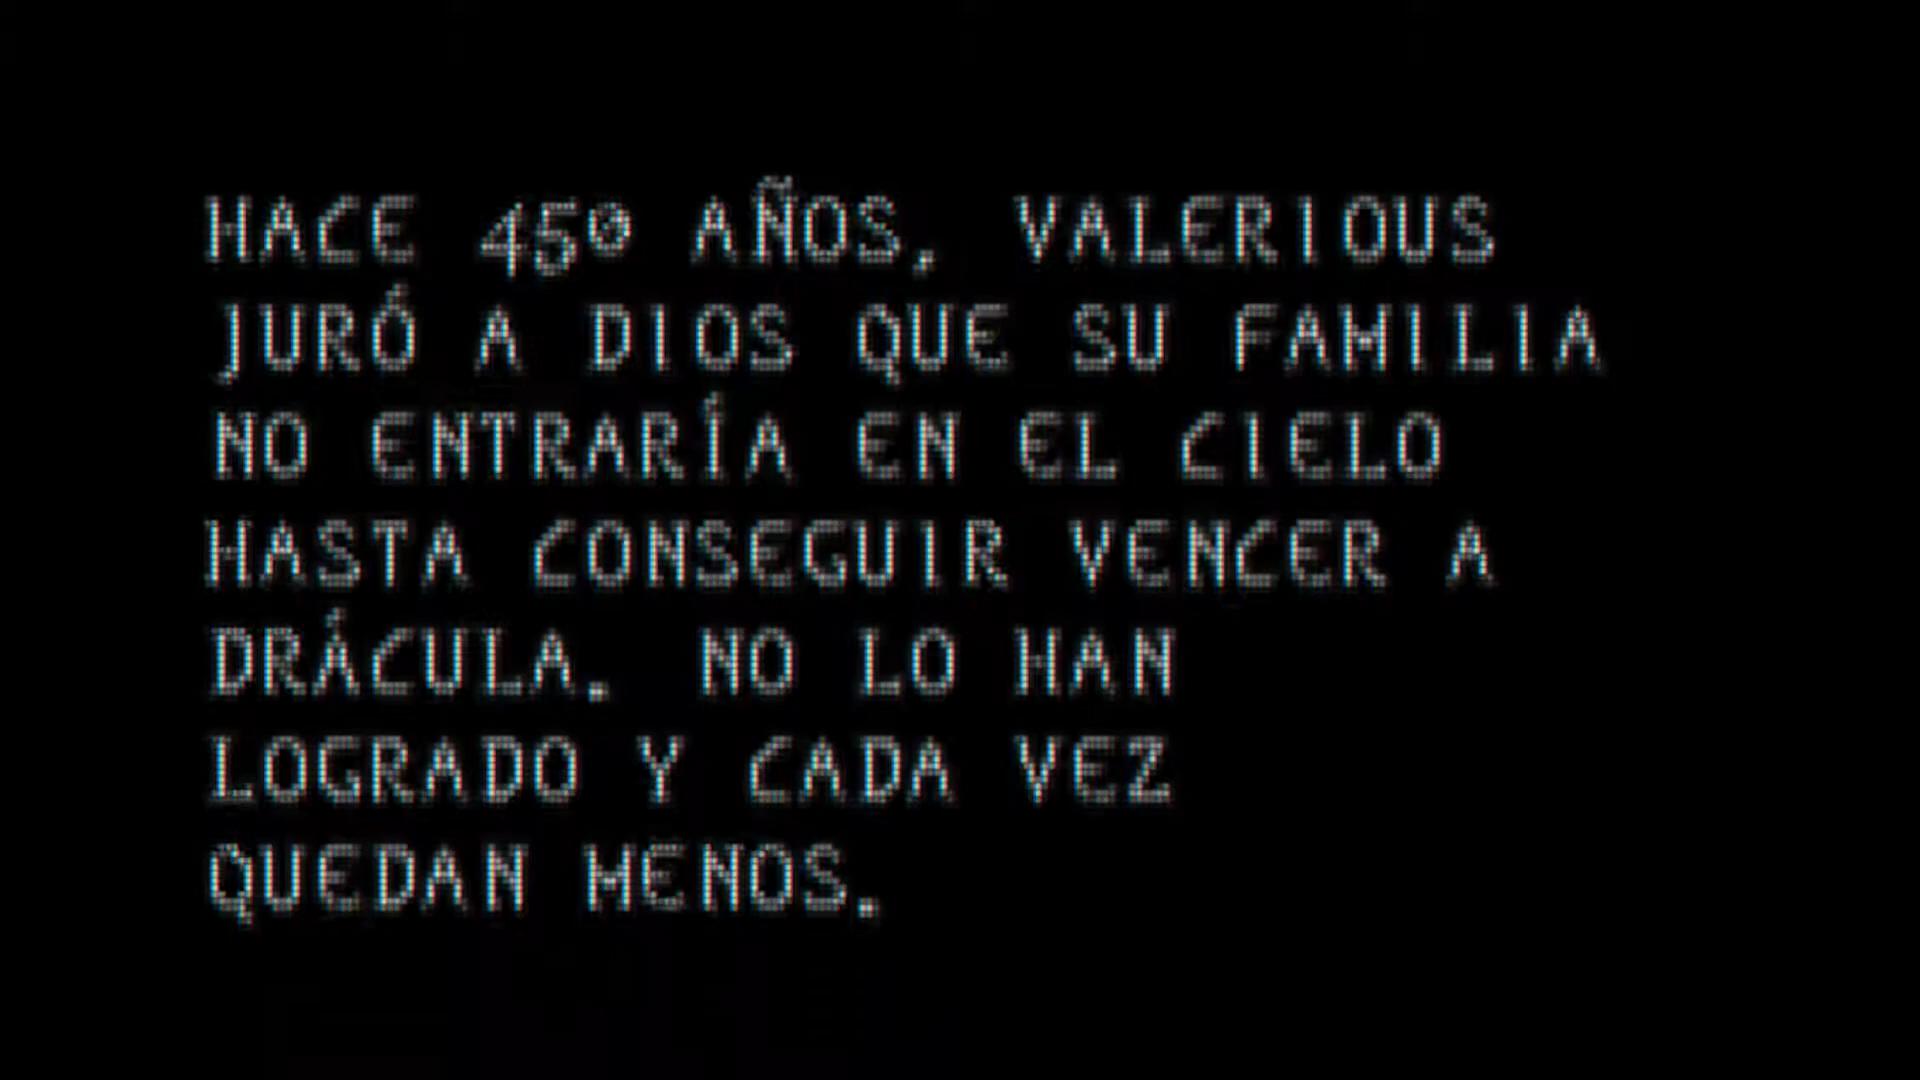 HACE 450 AÑOS, VALERIOUS
JURÓ A DIOS QUE SU FAMILIA
NO ENTRARÍA EN EL CIELO
HASTA CONSEGUIR VENCER A
DRÁCULA. NO LO HAN
LOGRADO Y CADA VEZ
QUEDAN MENOS.